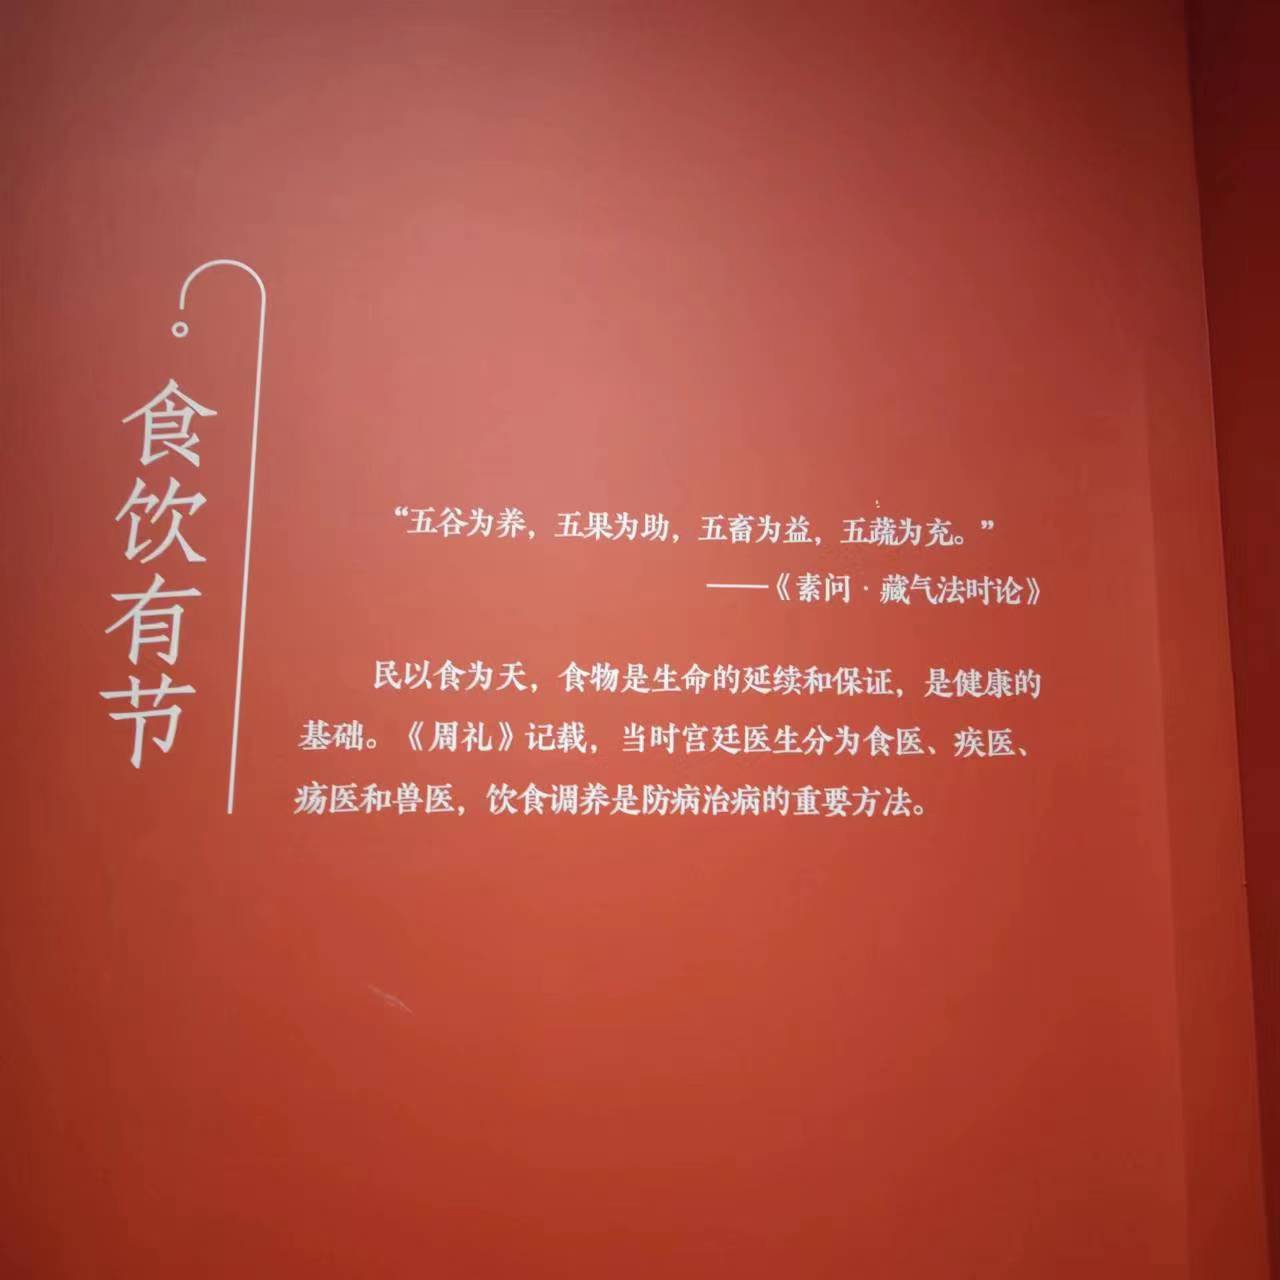 食饮有节
“五谷为养，五果为助，五畜为益，五蔬为充。”
——《素问·藏气法时论》
民以食为天，食物是生命的延续和保证，是健康的
基础。《周礼》记载，当时宫廷医生分为食医、疾医、
疡医和兽医，饮食调养是防病治病的重要方法。